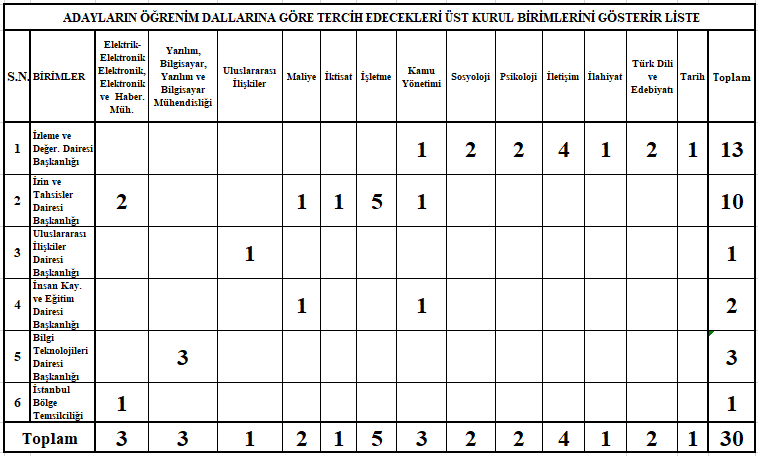 ADAYLARIN ÖĞRENİM DALLARINA GÖRE TERCİH EDECEKLERİ ÜST KURUL BİRİMLERİNİ GÖSTERİR LİSTE
S.N.
BİRİMLER
Elektrik-
Elektronik
Elektronik,
Elektronik
ve Haber.
Müh.
Yazılım,
Bilgisayar,
Yazılım ve
Bilgisayar
Mühendisliği
Uluslararası
İlişkiler
Maliye
İktisat
İşletme
Kamu
Yönetimi
Sosyoloji
Psikoloji
İletişim
İlahiyat
Türk Dili
ve
Edebiyatı
Tarih
Toplam
1
İzleme ve
Değer. Dairesi
Başkanlığı
1 2 2 4 1 2 1 13
2
İzin ve
Tahsisler
Dairesi
Başkanlığı
2 1 1 5 1 10
3
Uluslararası
İlişkiler
Dairesi
Başkanlığı
1 1
4
İnsan Kay.
ve Eğitim
Dairesi
Başkanlığı
1 1 2
5
Bilgi
Teknolojileri
Dairesi
Başkanlığı
3 3
6
İstanbul
Bölge
Temsilciliği
1 1
Toplam 3 3 1 2 1 5 3 2 2 4 1 2 1 30